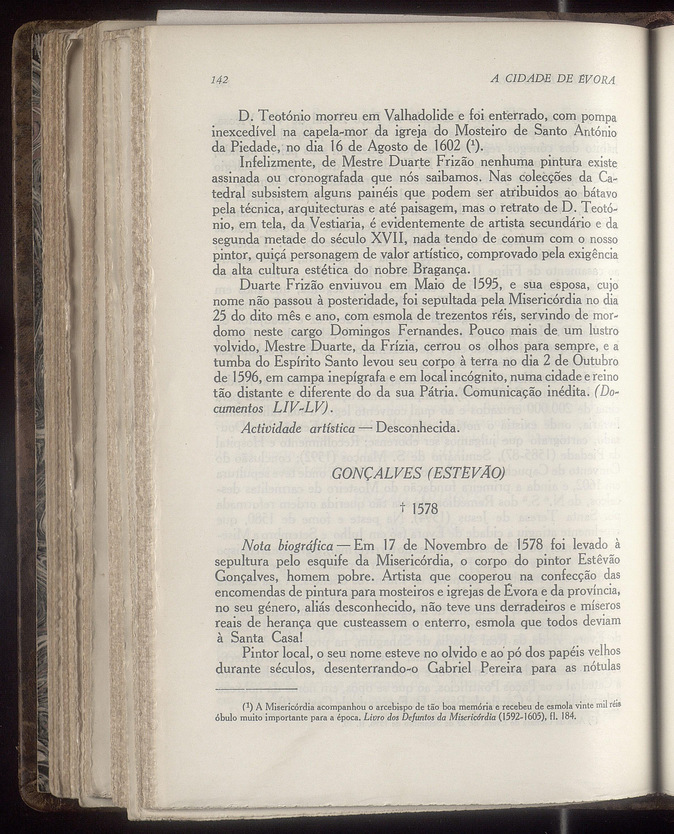 142
A CIDADE DE ÉVORA
D. Teotónio morreu em Valhadolide e foi enterrado, com pompa
inexcedível na capela-mor da igreja do Mosteiro de Santo António
da Piedade, no dia 16 de Agosto de 1602 (¹).
Infelizmente, de Mestre Duarte Frizão nenhuma pintura existe
assinada ou cronografada que nós saibamos. Nas colecções da Ca-
tedral subsistem alguns painéis que podem ser atribuidos ao bátavo
pela técnica, arquitecturas e até paisagem, mas o retrato de D. Teotó-
nio, em tela, da Vestiaria, é evidentemente de artista secundário e da
segunda metade do século XVII, nada tendo de comum com o nosso
pintor, quiçá personagem de valor artístico, comprovado pela exigência
da alta cultura estética do nobre Bragança.
Duarte Frizão enviuvou em Maio de 1595, e sua esposa, cujo
nome não passou à posteridade, foi sepultada pela Misericórdia no dia
25 do dito mês e ano, com esmola de trezentos réis, servindo de mor-
domo neste cargo Domingos Fernandes. Pouco mais de um lustro
volvido, Mestre Duarte, da Frízia, cerrou os olhos para sempre, e a
tumba do Espírito Santo levou seu corpo à terra no dia 2 de Outubro
de 1596, em campa inepígrafa e em local incógnito, numa cidade e reino
tão distante e diferente do da sua Pátria. Comunicação inédita. (Do-
cumentos LIV-LV).
Actividade artística — Desconhecida.
GONÇALVES (ESTEVÃO)
† 1578
Nota biográfica — Em 17 de Novembro de 1578 foi levado à
sepultura pelo esquife da Misericórdia, o corpo do pintor Estêvão
Gonçalves, homem pobre. Artista que cooperou na confecção das
encomendas de pintura para mosteiros e igrejas de Évora e da província,
no seu género, aliás desconhecido, não teve uns derradeiros e míseros
reais de herança que custeassem o enterro, esmola que todos deviam
à Santa Casa!
Pintor local, o seu nome esteve no olvido e ao pó dos papéis velhos
durante séculos, desenterrando-o Gabriel Pereira para as nótulas
(¹) A Misericórdia acompanhou o arcebispo de tão boa memória e recebeu de esmola vinte mil réis
óbulo muito importante para a época. Livro dos Defuntos da Misericórdia (1592-1605), fl. 184.